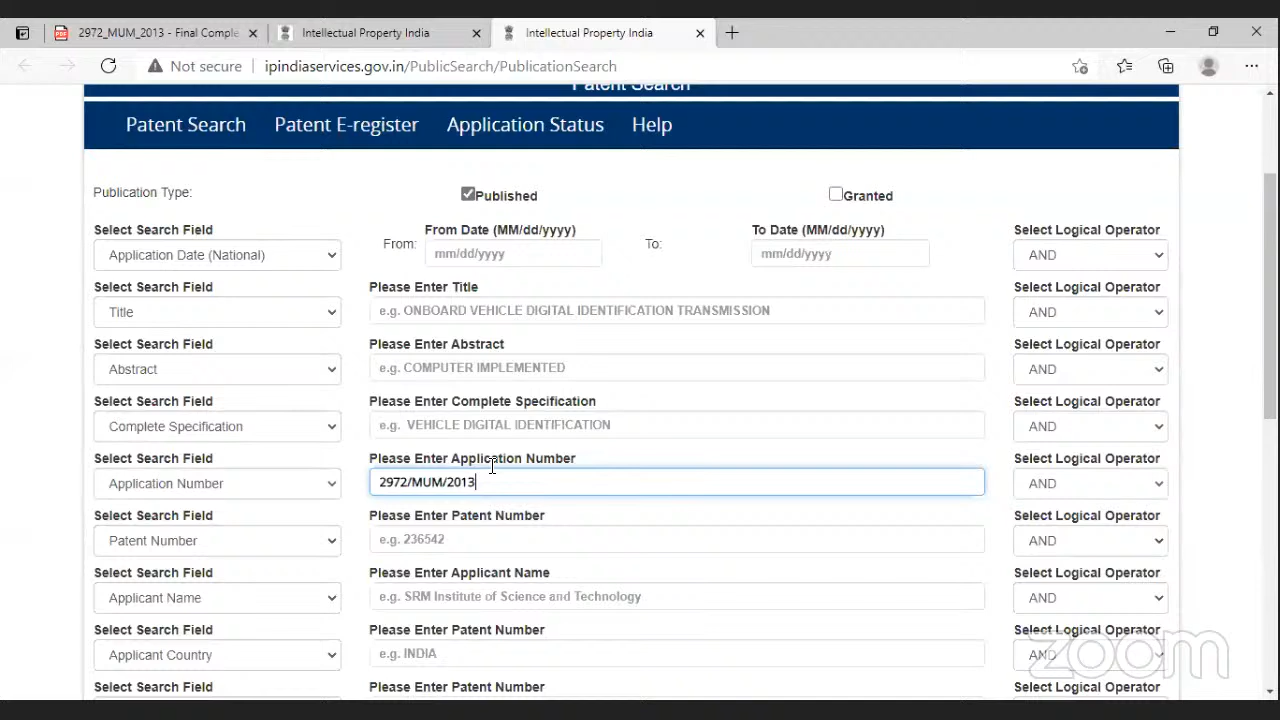 2972_MUM_2013 - Final Comple
Intellectual Property India
Intellectual Property India
Not secure
ipindiaservices.gov.in/PublicSearch/PublicationSearch
Patent Search
Patent Search Patent E-register Application Status Help
Publication Type: Published Granted
Select Search Field From Date (MM/dd/yyyy) To Date (MM/dd/yyyy) Select Logical Operator
Application Date (National) From: mm/dd/yyyy To: mm/dd/yyyy AND
Select Search Field Please Enter Title Select Logical Operator
Title e.g. ONBOARD VEHICLE DIGITAL IDENTIFICATION TRANSMISSION AND
Select Search Field Please Enter Abstract Select Logical Operator
Abstract e.g. COMPUTER IMPLEMENTED AND
Select Search Field Please Enter Complete Specification Select Logical Operator
Complete Specification e.g. VEHICLE DIGITAL IDENTIFICATION AND
Select Search Field Please Enter Application Number Select Logical Operator
Application Number 2972/MUM/2013 AND
Select Search Field Please Enter Patent Number Select Logical Operator
Patent Number e.g. 236542 AND
Select Search Field Please Enter Applicant Name Select Logical Operator
Applicant Name e.g. SRM Institute of Science and Technology AND
Select Search Field Please Enter Patent Number Select Logical Operator
Applicant Country e.g. INDIA AND
Select Search Field Please Enter Patent Number Select Logical Operator
zoom